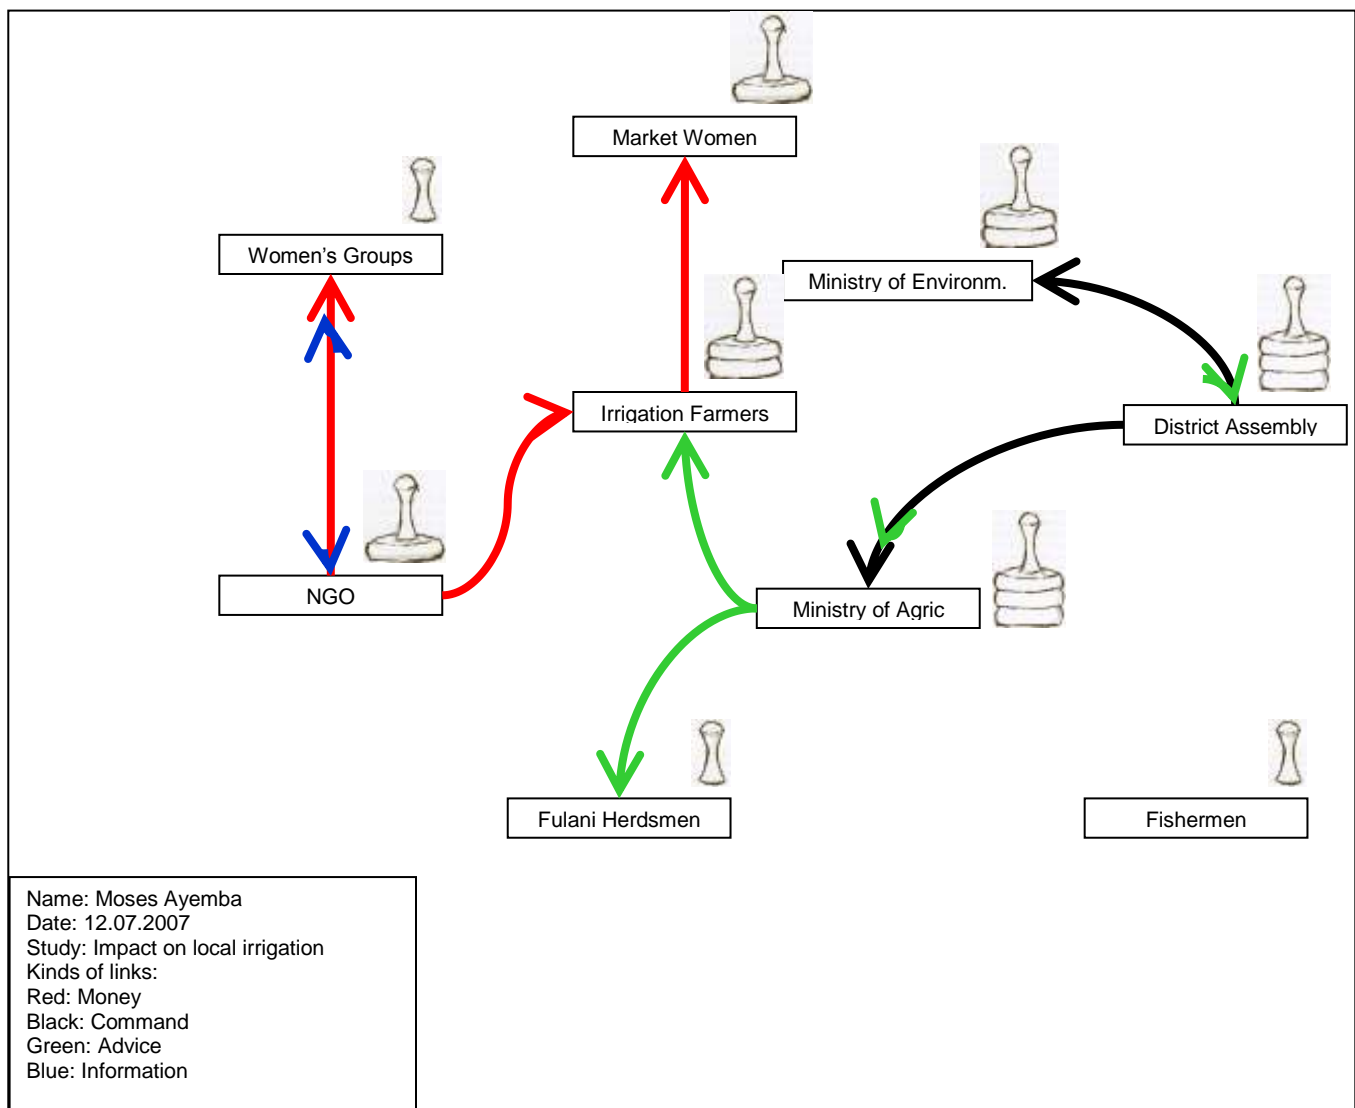 Market Women
Women's Groups
Ministry of Environm.
Irrigation Farmers
District Assembly
NGO
Ministry of Agric
Fulani Herdsmen
Fishermen
Name: Moses Ayemba
Date: 12.07.2007
Study: Impact on local irrigation
Kinds of links:
Red: Money
Black: Command
Green: Advice
Blue: Information